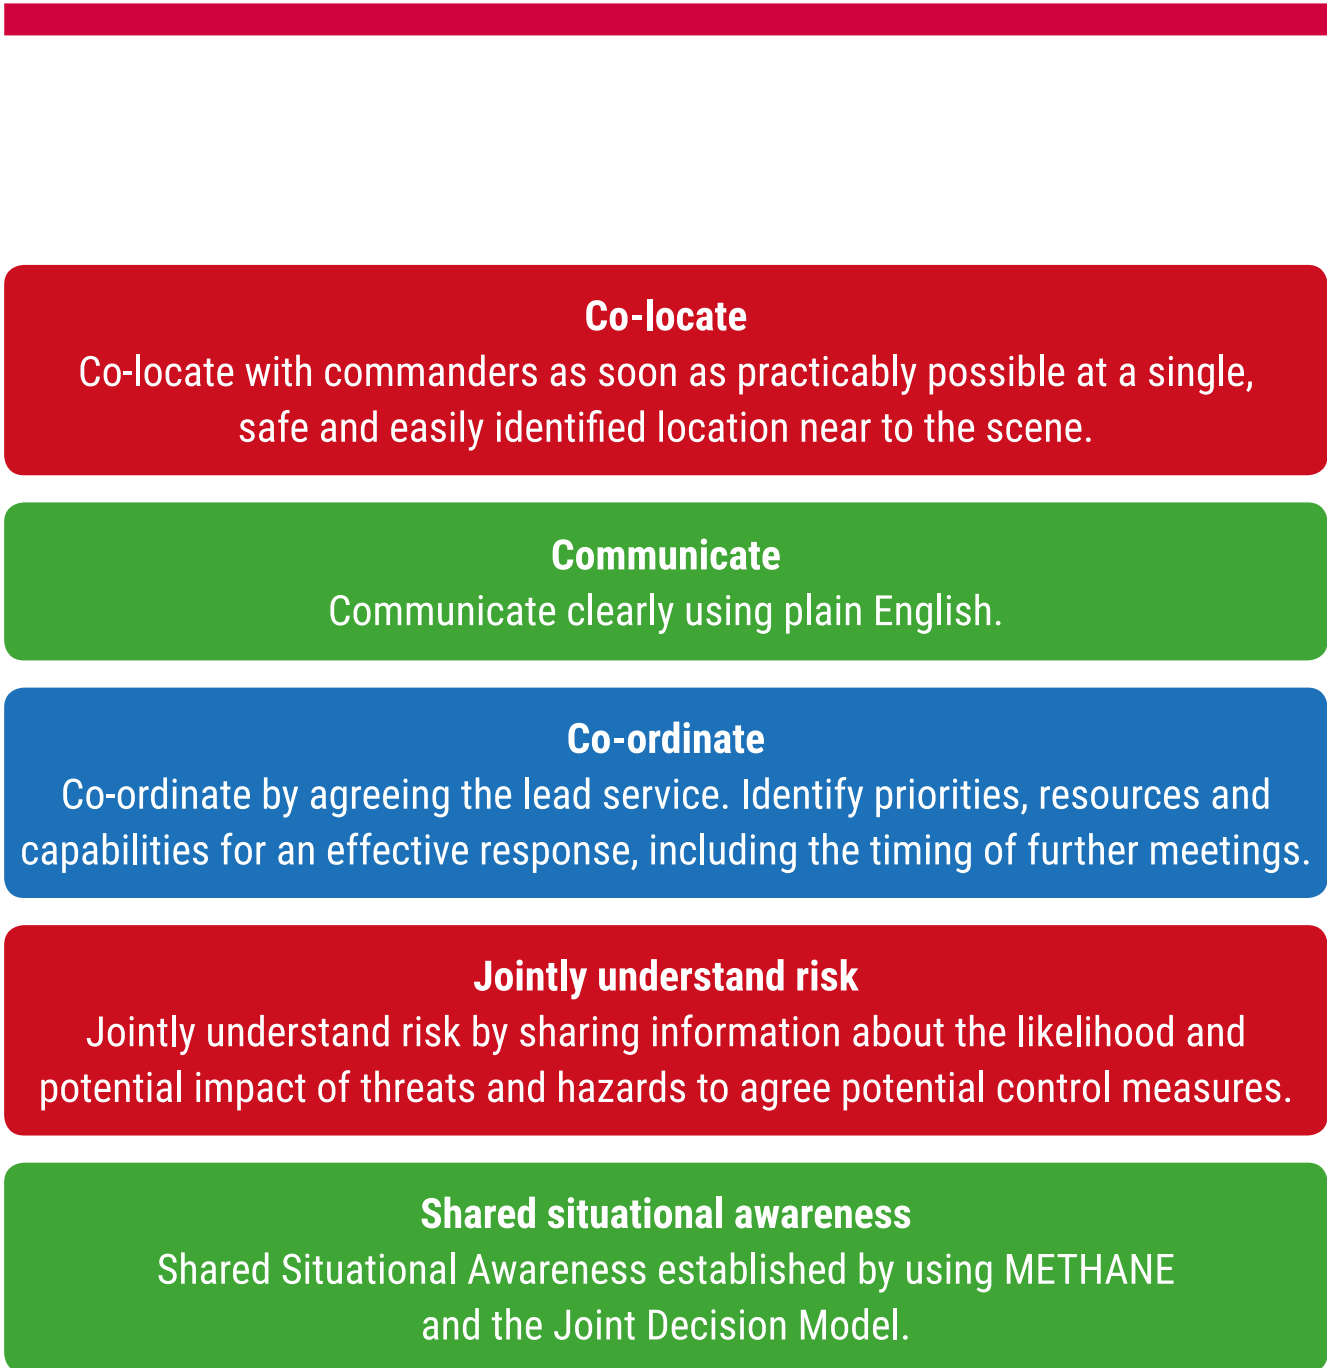 Co-locate
Co-locate with commanders as soon as practicably possible at a single,
safe and easily identified location near to the scene.
Communicate
Communicate clearly using plain English.
Co-ordinate
Co-ordinate by agreeing the lead service. Identify priorities, resources and
capabilities for an effective response, including the timing of further meetings.
Jointly understand risk
Jointly understand risk by sharing information about the likelihood and
potential impact of threats and hazards to agree potential control measures.
Shared situational awareness
Shared Situational Awareness established by using METHANE
and the Joint Decision Model.